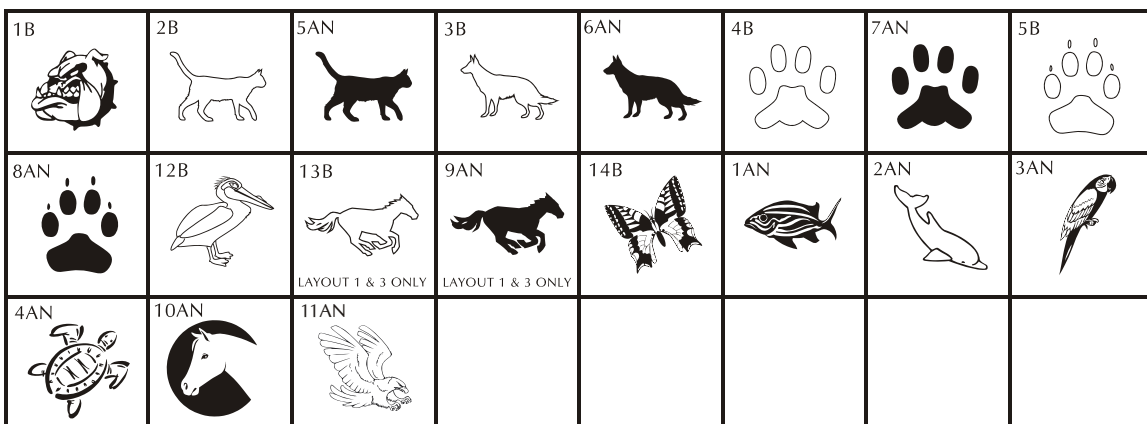 1B
2B
5AN
3B
6AN
4B
7AN
5B
8AN
12B
13B
LAYOUT 1 & 3 ONLY
9AN
LAYOUT 1 & 3 ONLY
14B
1AN
2AN
3AN
4AN
10AN
11AN